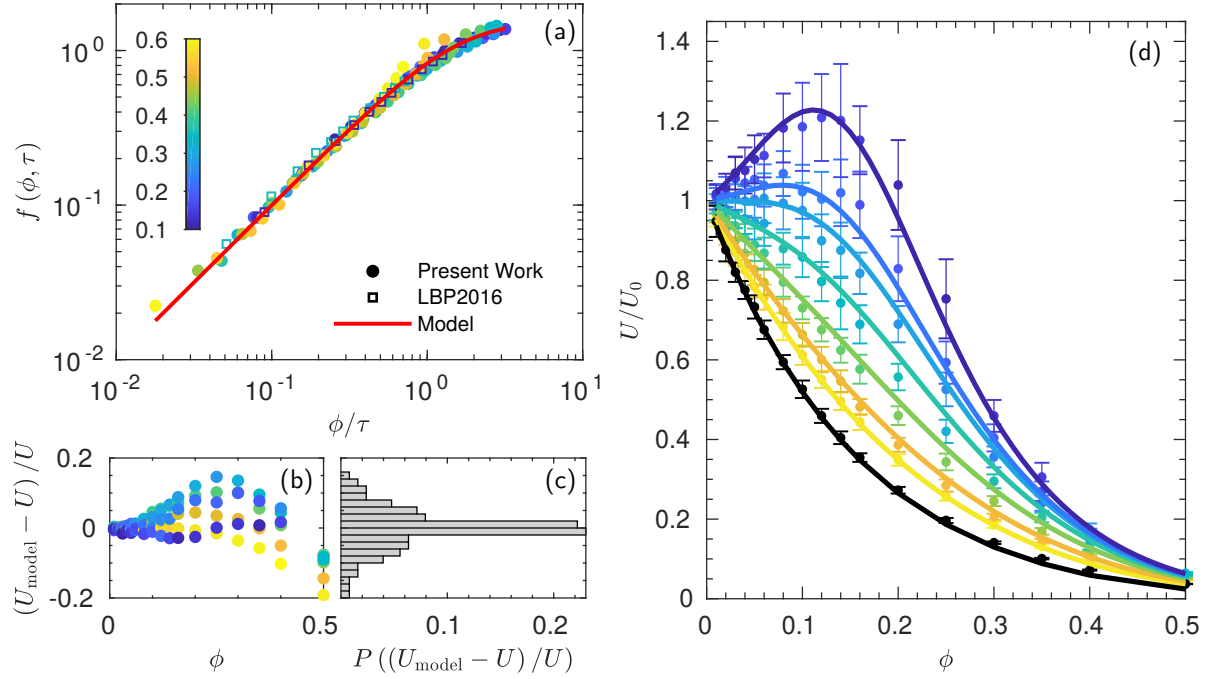 (a)
10^0
10^{-1}
10^{-2}
f (ϕ, τ)
0.6
0.5
0.4
0.3
0.2
0.1
Present Work
LBP2016
Model
10^{-2} 10^{-1} 10^0 10^1
ϕ/τ
(b)
0.2
0
-0.2
(U_model − U) /U
0 0.5
ϕ
(c)
0.1 0.2
P ((U_model − U) /U)
(d)
1.4
1.2
1
0.8
0.6
0.4
0.2
0
U/U_0
0 0.1 0.2 0.3 0.4 0.5
ϕ